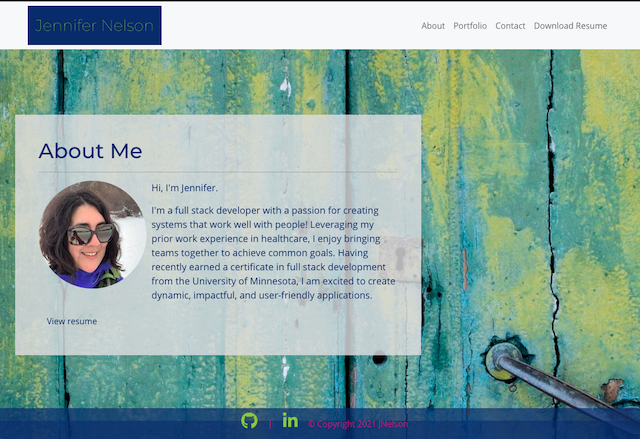 Jennifer Nelson
About Portfolio Contact Download Resume
About Me
Hi, I'm Jennifer.
I'm a full stack developer with a passion for creating
systems that work well with people! Leveraging my
prior work experience in healthcare, I enjoy bringing
teams together to achieve common goals. Having
recently earned a certificate in full stack development
from the University of Minnesota, I am excited to create
dynamic, impactful, and user-friendly applications.
View resume
| in © Copyright 2021 JNelson